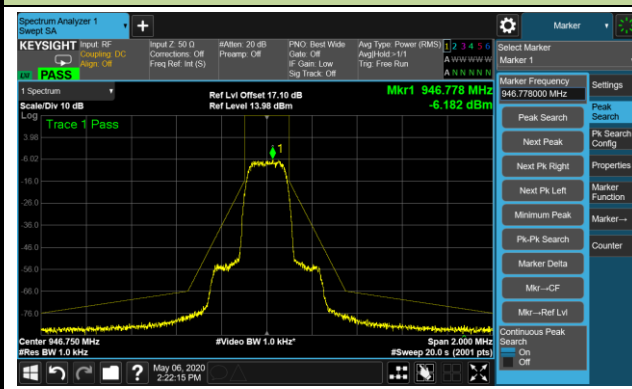 Spectrum Analyzer 1
Swept SA
+
Marker
KEYSIGHT Input: RF
Coupling: DC
Align: Off
Input Z: 50 Ω
Corrections: Off
Freq Ref: Int (S)
#Atten: 20 dB
Preamp: Off
PNO: Best Wide
Gate: Off
IF Gain: Low
Sig Track: Off
Avg Type: Power (RMS)
Avg|Hold:>1/1
Trig: Free Run
1 2 3 4 5 6
A W W W W W
A N N N N N
PASS
Select Marker
Marker 1
1 Spectrum
Scale/Div 10 dB
Ref Lvl Offset 17.10 dB
Ref Level 13.98 dBm
Mkr1 946.778 MHz
-6.182 dBm
Log
Trace 1 Pass
1
3.98
-6.02
-16.0
-26.0
-36.0
-46.0
-56.0
-66.0
-76.0
Center 946.750 MHz
#Res BW 1.0 kHz
#Video BW 1.0 kHz*
Span 2.000 MHz
#Sweep 20.0 s (2001 pts)
Marker Frequency
946.778000 MHz
Peak Search
Next Peak
Next Pk Right
Next Pk Left
Minimum Peak
Pk-Pk Search
Marker Delta
Mkr→CF
Mkr→Ref Lvl
Continuous Peak
Search
On
Off
Settings
Peak
Search
Pk Search
Config
Properties
Marker
Function
Marker→
Counter
?
May 06, 2020
2:22:15 PM